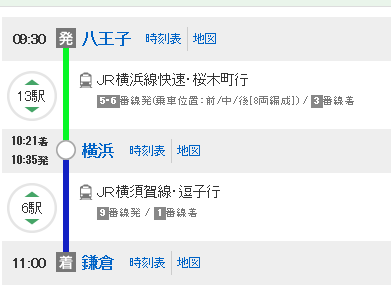 09:30 発 八王子 時刻表 地図
13駅
JR横浜線快速・桜木町行
5-6番線発(乗車位置：前/中/後[8両編成]) / 3番線着
10:21着
10:35発
横浜 時刻表 地図
6駅
JR横須賀線・逗子行
9番線発 / 1番線着
11:00 着 鎌倉 時刻表 地図